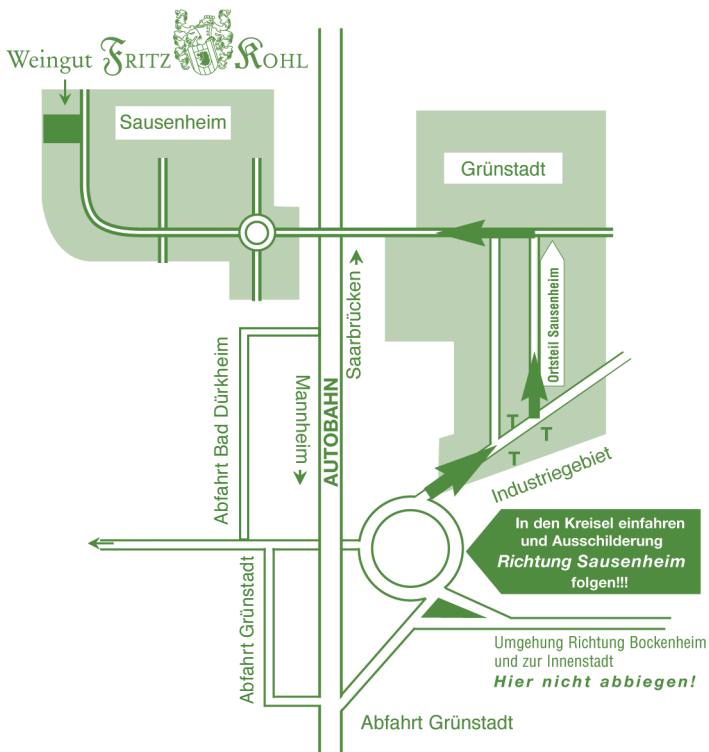 Weingut FRITZ KOHL
Sausenheim
Grünstadt
Saarbrücken
Ortsteil Sausenheim
Abfahrt Bad Dürkheim
Mannheim
AUTOBAHN
T
T
T
Industriegebiet
In den Kreisel einfahren
und Ausschilderung
Richtung Sausenheim
folgen!!!
Abfahrt Grünstadt
Umgehung Richtung Bockenheim
und zur Innenstadt
Hier nicht abbiegen!
Abfahrt Grünstadt